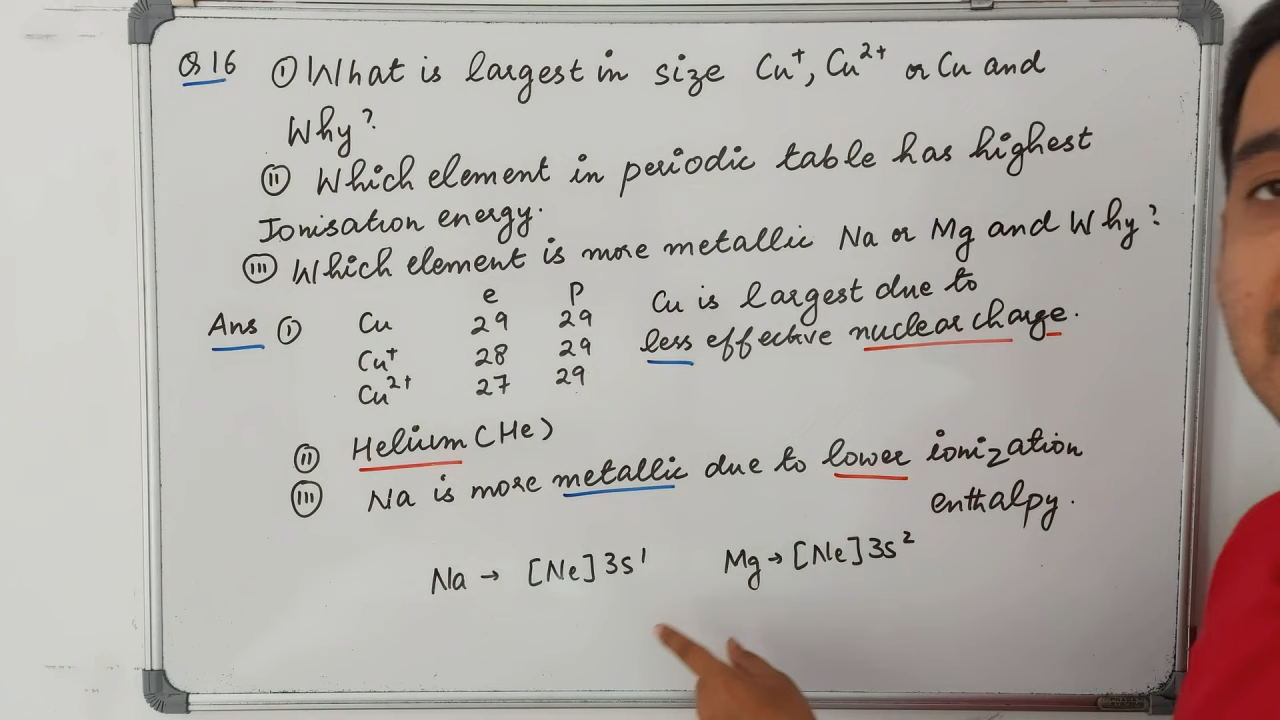 Q 16 (i) What is largest in size Cu⁺, Cu²⁺ or Cu and
Why?
(ii) Which element in periodic table has highest
Ionisation energy.
(iii) Which element is more metallic Na or Mg and Why?
e p
Ans (i) Cu 29 29 Cu is largest due to
less effective nuclear charge.
Cu⁺ 28 29
Cu²⁺ 27 29
(ii) Helium (He)
(iii) Na is more metallic due to lower ionization
enthalpy.
Na → [Ne] 3s¹ Mg → [Ne] 3s²